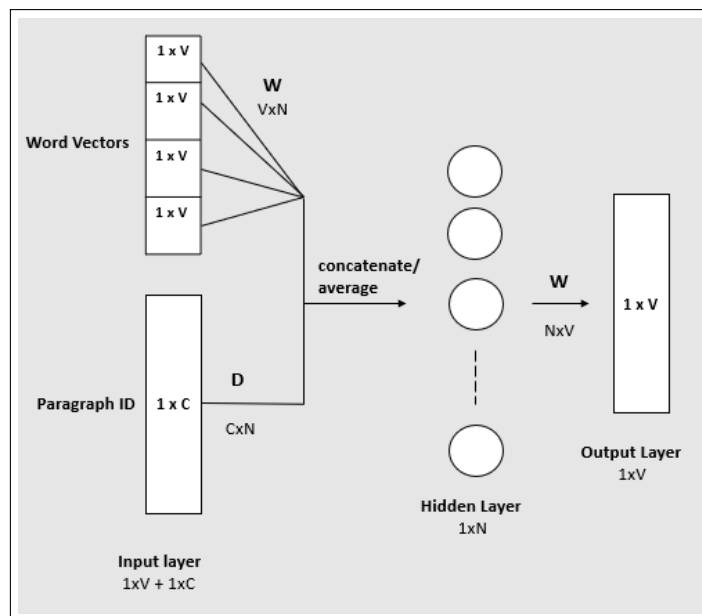 1 x V
W
VxN
1 x V
Word Vectors
1 x V
1 x V
concatenate/
average
W
NxV
1 x V
D
Paragraph ID
1 x C
CxN
Output Layer
1xV
Hidden Layer
1xN
Input layer
1xV + 1xC